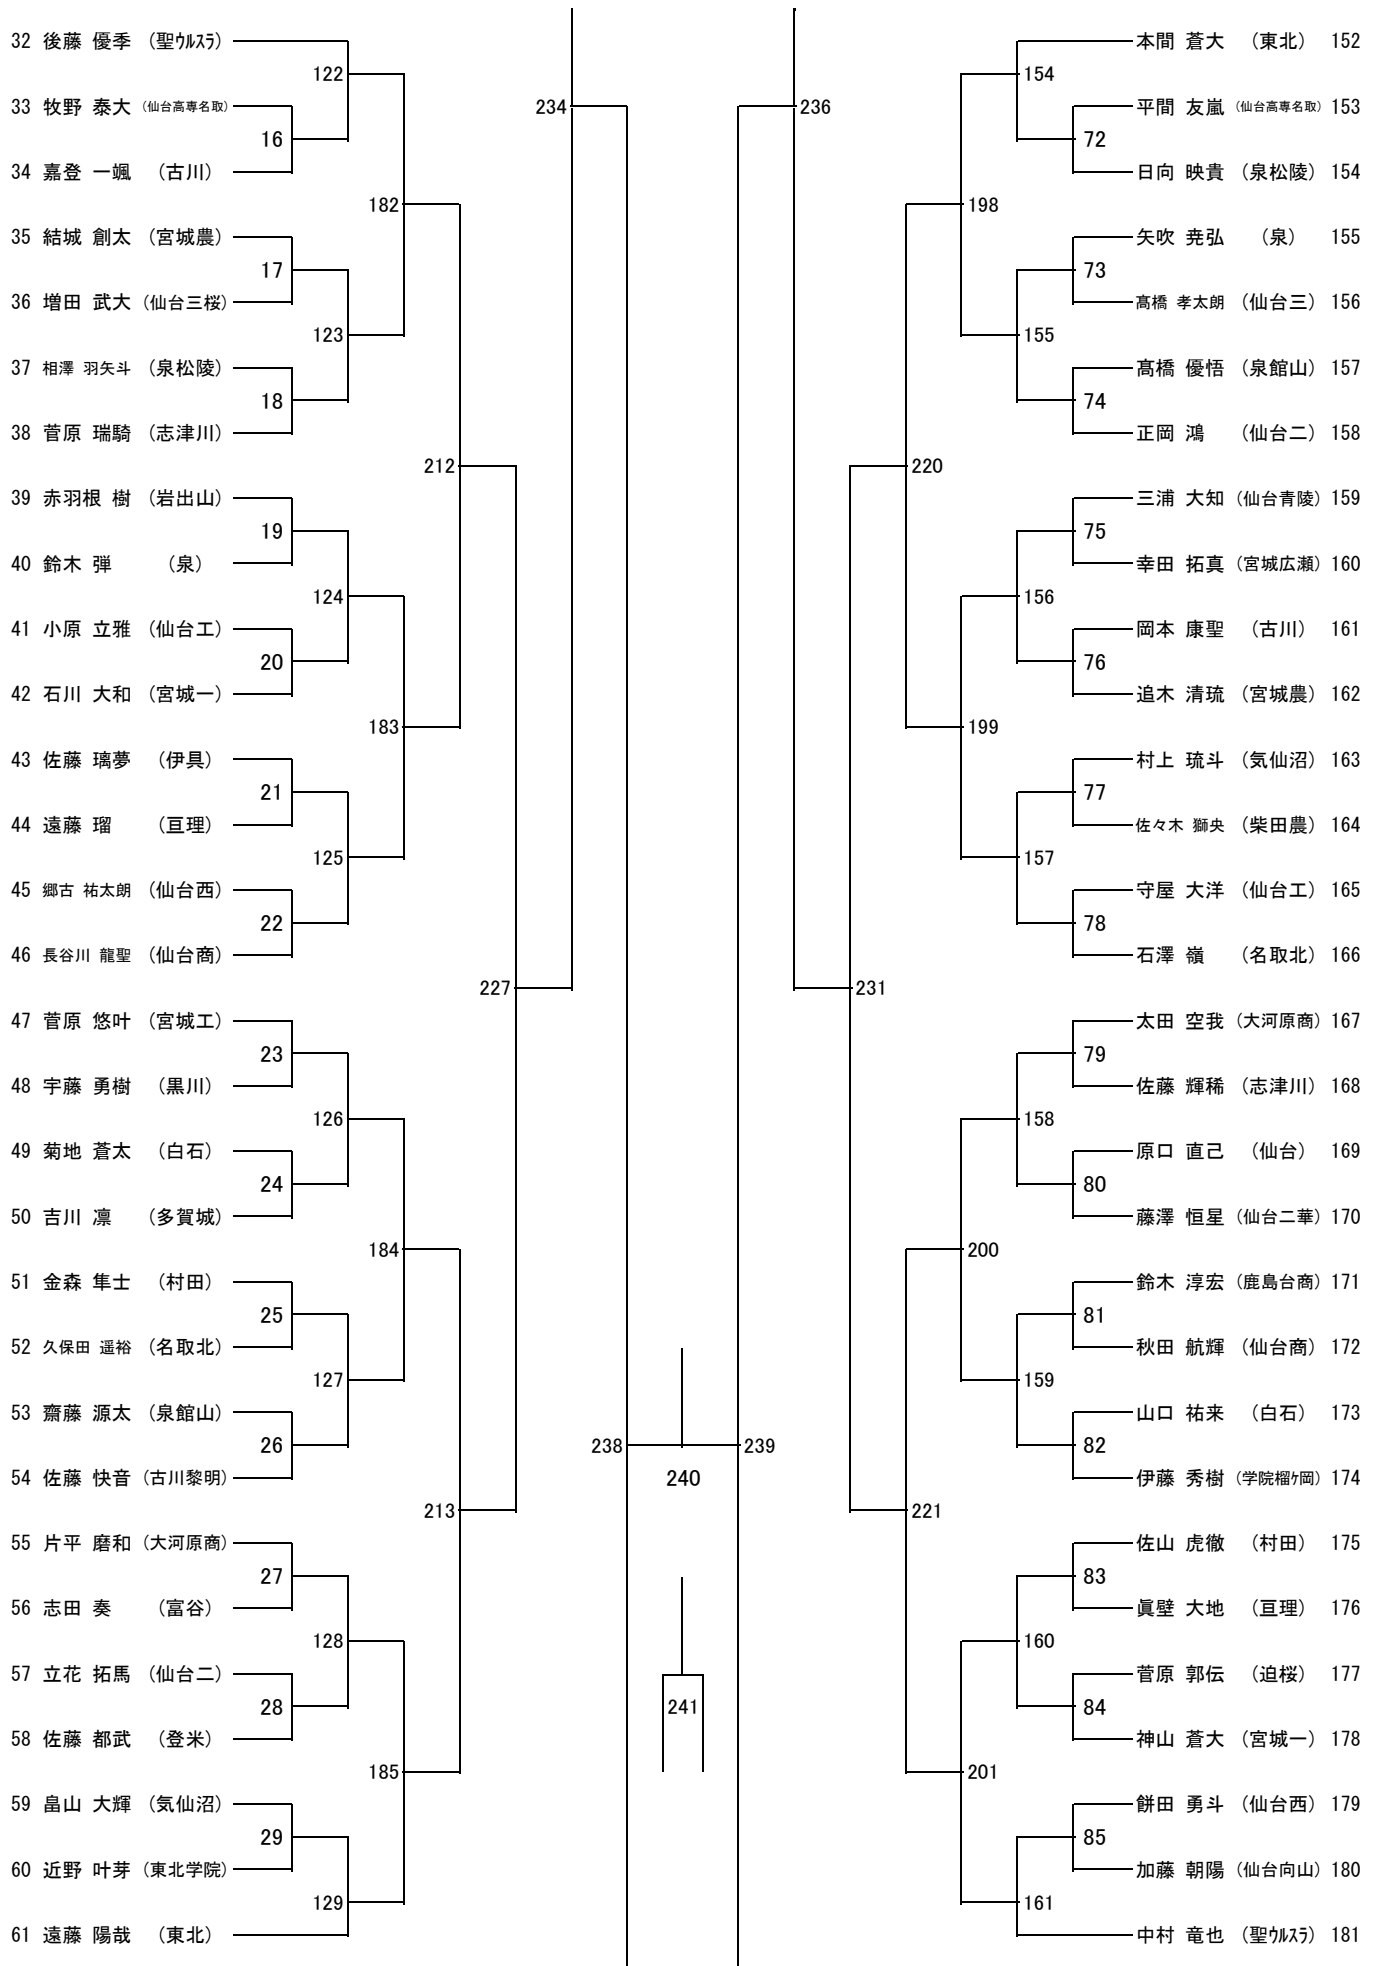 32 後藤 優季 (聖ウルスラ) 本間 蒼大 (東北) 152
122 154
33 牧野 泰大 (仙台高専名取) 234 236 平間 友嵐 (仙台高専名取) 153
16 72
34 嘉登 一颯 (古川) 日向 映貴 (泉松陵) 154
182 198
35 結城 創太 (宮城農) 矢吹 尭弘 (泉) 155
17 73
36 増田 武大 (仙台三桜) 髙橋 孝太朗 (仙台三) 156
123 155
37 相澤 羽矢斗 (泉松陵) 髙橋 優悟 (泉館山) 157
18 74
38 菅原 瑞騎 (志津川) 正岡 鴻 (仙台二) 158
212 220
39 赤羽根 樹 (岩出山) 三浦 大知 (仙台青陵) 159
19 75
40 鈴木 弾 (泉) 幸田 拓真 (宮城広瀬) 160
124 156
41 小原 立雅 (仙台工) 岡本 康聖 (古川) 161
20 76
42 石川 大和 (宮城一) 追木 清琉 (宮城農) 162
183 199
43 佐藤 璃夢 (伊具) 村上 琉斗 (気仙沼) 163
21 77
44 遠藤 瑠 (亘理) 佐々木 獅央 (柴田農) 164
125 157
45 郷古 祐太朗 (仙台西) 守屋 大洋 (仙台工) 165
22 78
46 長谷川 龍聖 (仙台商) 石澤 嶺 (名取北) 166
227 231
47 菅原 悠叶 (宮城工) 太田 空我 (大河原商) 167
23 79
48 宇藤 勇樹 (黒川) 佐藤 輝稀 (志津川) 168
126 158
49 菊地 蒼太 (白石) 原口 直己 (仙台) 169
24 80
50 吉川 凛 (多賀城) 藤澤 恒星 (仙台二華) 170
184 200
51 金森 隼士 (村田) 鈴木 淳宏 (鹿島台商) 171
25 81
52 久保田 遥裕 (名取北) 秋田 航輝 (仙台商) 172
127 159
53 齋藤 源太 (泉館山) 山口 祐来 (白石) 173
26 238 239 82
54 佐藤 快音 (古川黎明) 240 伊藤 秀樹 (学院榴ケ岡) 174
213 221
55 片平 磨和 (大河原商) 佐山 虎徹 (村田) 175
27 83
56 志田 奏 (富谷) 眞壁 大地 (亘理) 176
128 160
57 立花 拓馬 (仙台二) 菅原 郭伝 (迫桜) 177
28 241 84
58 佐藤 都武 (登米) 神山 蒼大 (宮城一) 178
185 201
59 畠山 大輝 (気仙沼) 餅田 勇斗 (仙台西) 179
29 85
60 近野 叶芽 (東北学院) 加藤 朝陽 (仙台向山) 180
129 161
61 遠藤 陽哉 (東北) 中村 竜也 (聖ウルスラ) 181